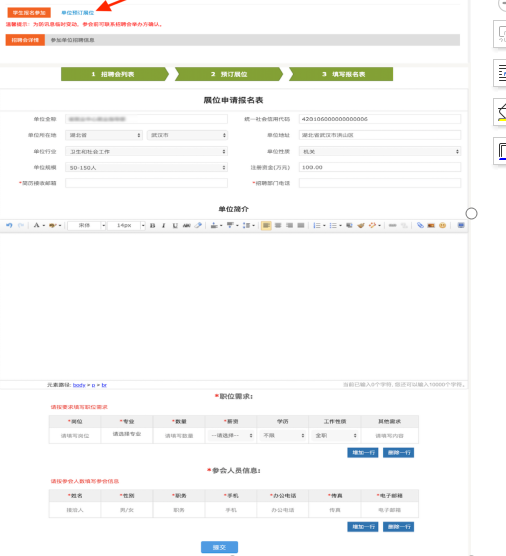 学生报名参加 单位预订展位
温馨提示: 为防讯息临时变动, 参会前可联系招聘会承办方确认。
招聘会详情 参加单位招聘信息
1 招聘会列表 2 预订展位 3 填写报名表
展位申请报名表
单位全称 统一社会信用代码 420106000000000006
单位所在地 湖北省 武汉市 单位地址 湖北省武汉市洪山区
单位行业 卫生和社会工作 单位性质 机关
单位规模 50-150人 注册资金(万元) 100.00
*简历接收邮箱 *招聘部门电话
单位简介
宋体 14px
元素路径: body > p > br 当前已输入0个字符, 您还可以输入10000个字符。
*职位需求:
请按要求填写职位需求
*岗位 *专业 *数量 *薪资 学历 工作性质 其他需求
请填写岗位 请选择专业 请填写数量 --请选择-- 不限 全职 请填写内容
增加一行 删除一行
*参会人员信息:
请按参会人数填写参会信息
*姓名 *性别 *职务 *手机 *办公电话 *传真 *电子邮箱
接洽人 男/女 职务 手机 办公电话 传真 电子邮箱
增加一行 删除一行
提交